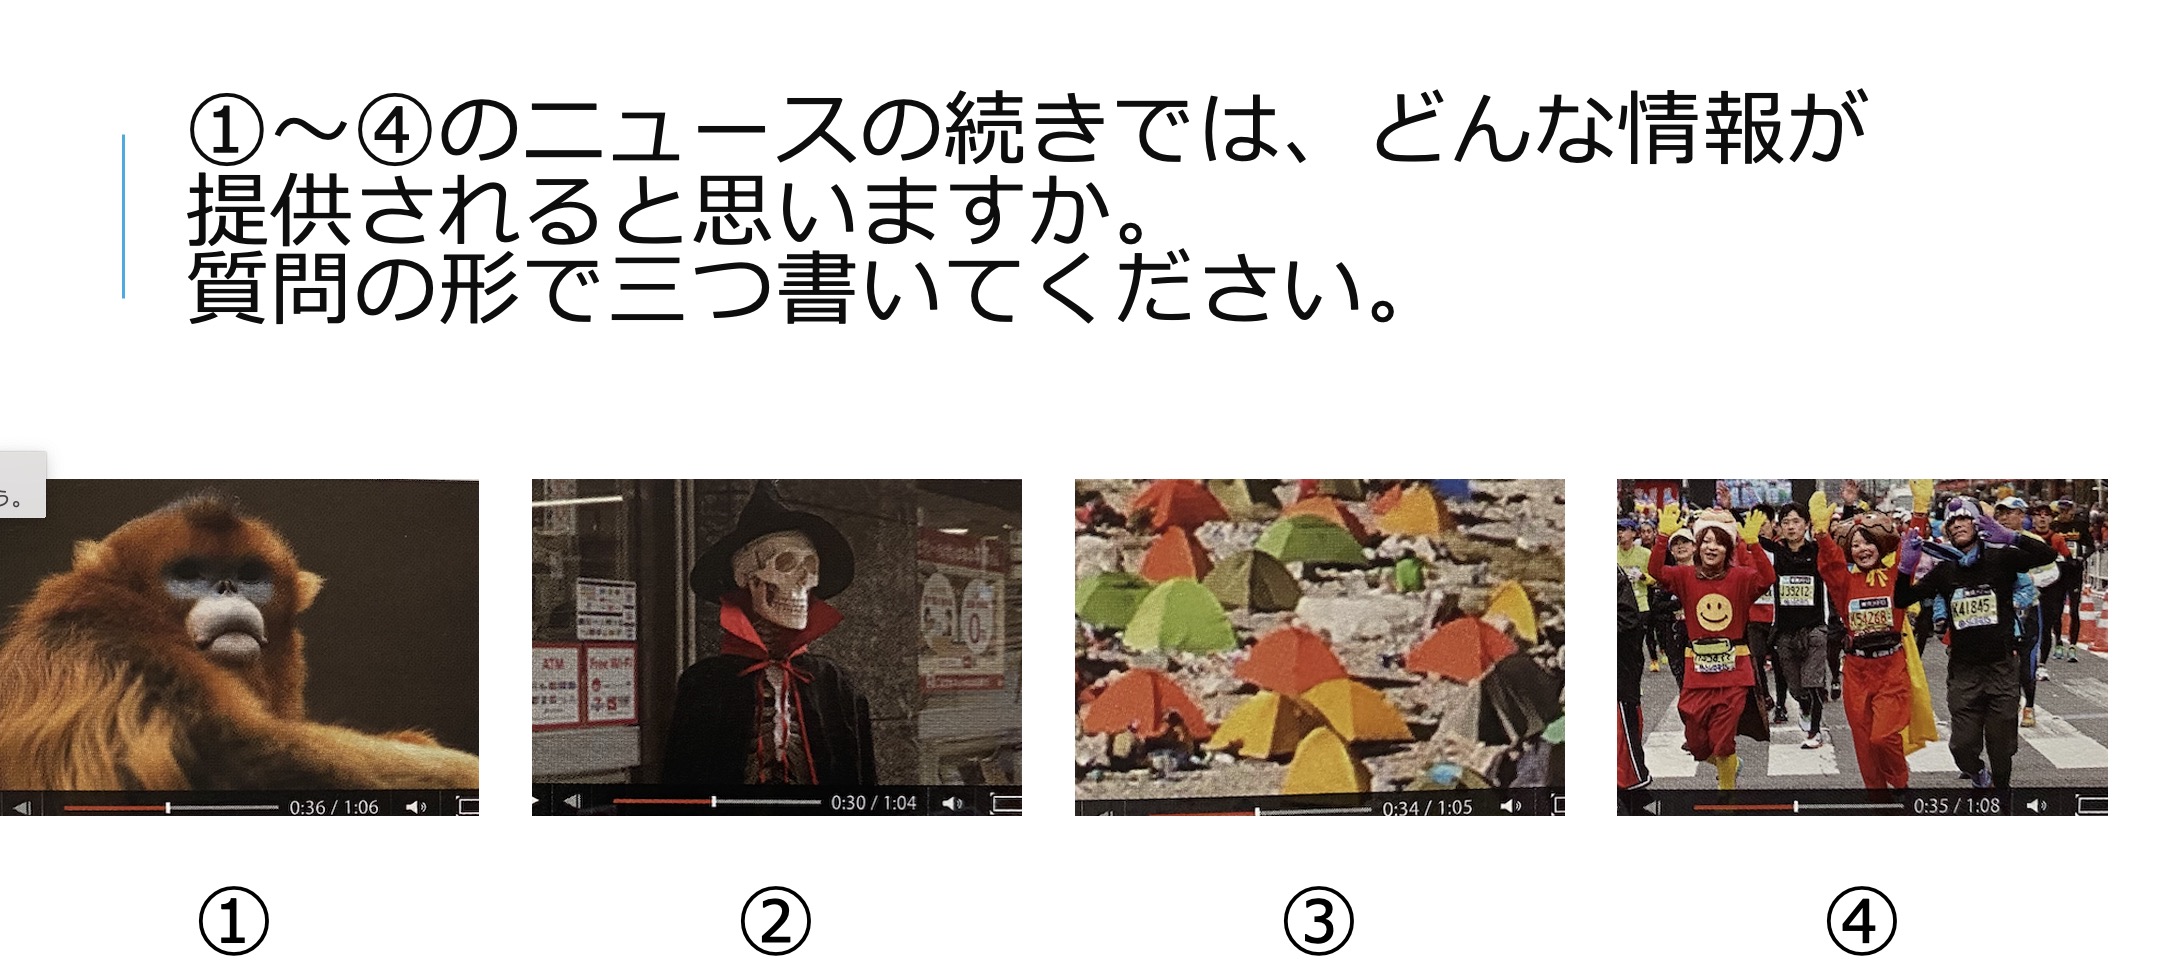 ①～④のニュースの続きでは、どんな情報が
提供されると思いますか。
質問の形で三つ書いてください。
う。
ATM
Free Wi-Fi
J39212
K41845
0:36 / 1:06
0:30 / 1:04
0:34 / 1:05
0:35 / 1:08
①
②
③
④